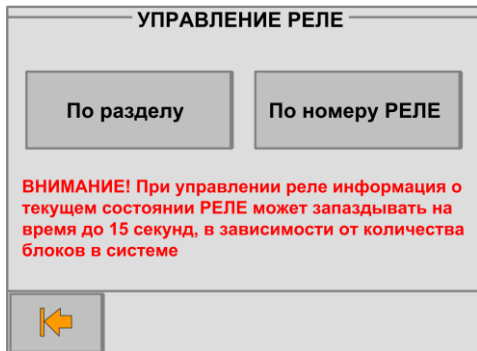 УПРАВЛЕНИЕ РЕЛЕ
По разделу
По номеру РЕЛЕ
ВНИМАНИЕ! При управлении реле информация о
текущем состоянии РЕЛЕ может запаздывать на
время до 15 секунд, в зависимости от количества
блоков в системе